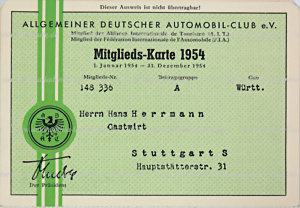 Dieser Ausweis ist nicht übertragbar!
ALLGEMEINER DEUTSCHER AUTOMOBIL-CLUB e.V.
Mitglied der Alliance Internationale de Tourisme (A.I.T.)
Mitglied der Fédération Internationale de l'Automobile (F.I.A.)
Mitglieds-Karte 1954
1. Januar 1954 — 31. Dezember 1954
Mitglieds-Nr. Beitragsgruppe Gau
148 336 A Württ.
Herrn Hans Herrmann
Gastwirt
Stuttgart S
Hauptstätterstr. 31
Der Präsident